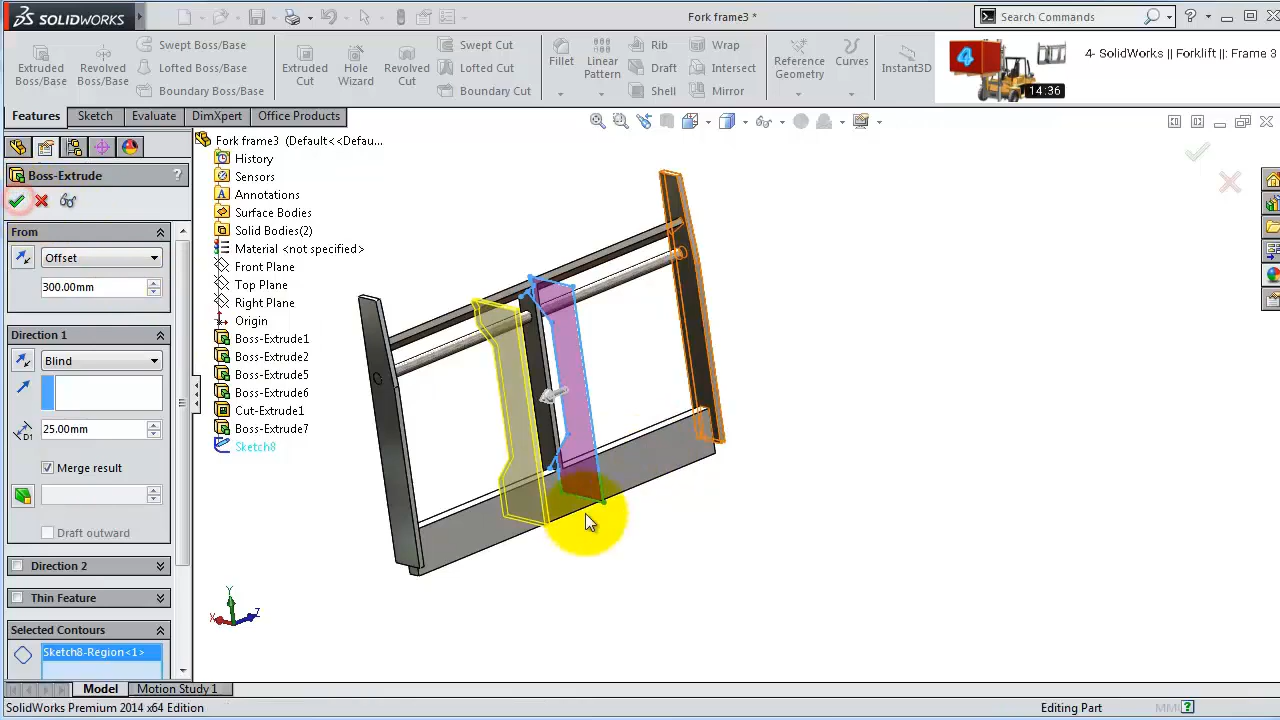 SOLIDWORKS
Fork frame3 *
Search Commands
Extruded Boss/Base
Revolved Boss/Base
Swept Boss/Base
Lofted Boss/Base
Boundary Boss/Base
Extruded Cut
Hole Wizard
Revolved Cut
Swept Cut
Lofted Cut
Boundary Cut
Fillet
Linear Pattern
Rib
Draft
Shell
Wrap
Intersect
Mirror
Reference Geometry
Curves
Instant3D
4
14:36
4- SolidWorks || Forklift ||: Frame 3
Features
Sketch
Evaluate
DimXpert
Office Products
Boss-Extrude
?
From
Offset
300.00mm
Direction 1
Blind
D1
25.00mm
Merge result
Draft outward
Direction 2
Thin Feature
Selected Contours
Sketch8-Region<1>
Fork frame3 (Default<<Defau...
History
Sensors
Annotations
Surface Bodies
Solid Bodies(2)
Material <not specified>
Front Plane
Top Plane
Right Plane
Origin
Boss-Extrude1
Boss-Extrude2
Boss-Extrude5
Boss-Extrude6
Cut-Extrude1
Boss-Extrude7
Sketch8
Y
X
Z
Model
Motion Study 1
SolidWorks Premium 2014 x64 Edition
Editing Part
MM
?